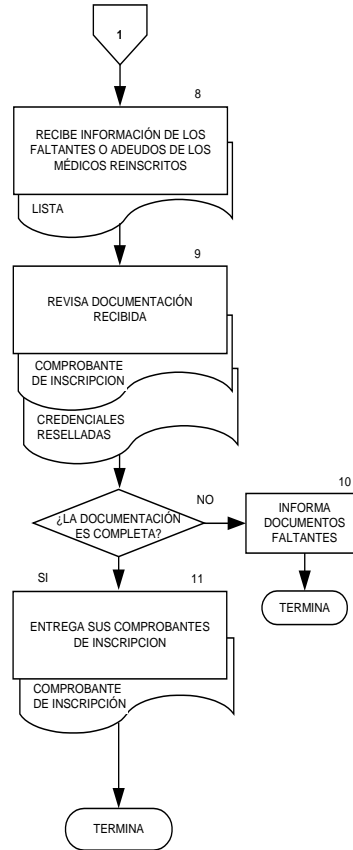 1
8
RECIBE INFORMACIÓN DE LOS
FALTANTES O ADEUDOS DE LOS
MÉDICOS REINSCRITOS
LISTA
9
REVISA DOCUMENTACIÓN
RECIBIDA
COMPROBANTE
DE INSCRIPCION
CREDENCIALES
RESELLADAS
¿LA DOCUMENTACIÓN
ES COMPLETA?
NO
10
INFORMA
DOCUMENTOS
FALTANTES
TERMINA
SI
11
ENTREGA SUS COMPROBANTES
DE INSCRIPCION
COMPROBANTE
DE INSCRIPCIÓN
TERMINA